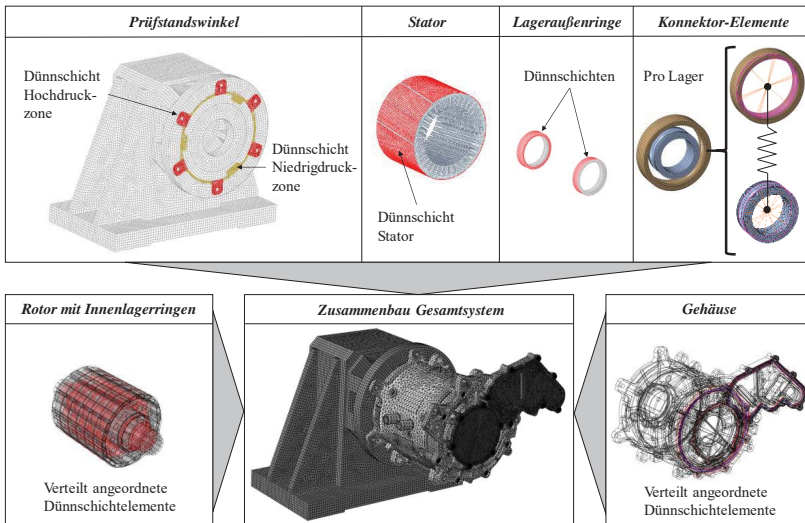 Prüfstandswinkel
Dünnschicht
Hochdruck-
zone
Dünnschicht
Niedrigdruck-
zone
Stator
Dünnschicht
Stator
Lageraußenringe
Dünnschichten
Konnektor-Elemente
Pro Lager
Rotor mit Innenlagerringen
Verteilt angeordnete
Dünnschichtelemente
Zusammenbau Gesamtsystem
Gehäuse
Verteilt angeordnete
Dünnschichtelemente